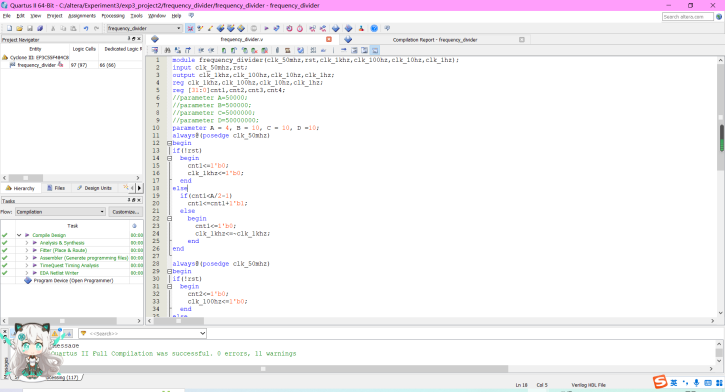 Quartus II 64-Bit - C:/altera/Experiment3/exp3_project2/frequency_divider/frequency_divider - frequency_divider
File Edit View Project Assignments Processing Tools Window Help
Search altera.com
frequency_divider
Project Navigator
frequency_divider.v
Compilation Report - frequency_divider
Entity Logic Cells Dedicated Logic R
Cyclone III: EP3C55F484C8
frequency_divider 97 (97) 66 (66)
Hierarchy Files Design Units
Tasks
Flow: Compilation Customize...
Task
Compile Design 00:00
Analysis & Synthesis 00:00
Fitter (Place & Route) 00:00
Assembler (Generate programming files) 00:00
TimeQuest Timing Analysis 00:00
EDA Netlist Writer 00:00
Program Device (Open Programmer)
1 module frequency_divider(clk_50mhz,rst,clk_1khz,clk_100hz,clk_10hz,clk_1hz);
2 input clk_50mhz,rst;
3 output clk_1khz,clk_100hz,clk_10hz,clk_1hz;
4 reg clk_1khz,clk_100hz,clk_10hz,clk_1hz;
5 reg [31:0]cnt1,cnt2,cnt3,cnt4;
6 //parameter A=50000;
7 //parameter B=500000;
8 //parameter C=5000000;
9 //parameter D=50000000;
10 parameter A = 4, B = 10, C = 10, D =10;
11 always@(posedge clk_50mhz)
12 begin
13 if(!rst)
14 begin
15 cnt1<=1'b0;
16 clk_1khz<=1'b0;
17 end
18 else
19 if(cnt1<A/2-1)
20 cnt1<=cnt1+1'b1;
21 else
22 begin
23 cnt1<=1'b0;
24 clk_1khz<=~clk_1khz;
25 end
26 end
27
28 always@(posedge clk_50mhz)
29 begin
30 if(!rst)
31 begin
32 cnt2<=1'b0;
33 clk_100hz<=1'b0;
34 end
35 else
<<Search>>
Message
Quartus II Full Compilation was successful. 0 errors, 11 warnings
Messages
(117)
Ln 18 Col 5 Verilog HDL File
英